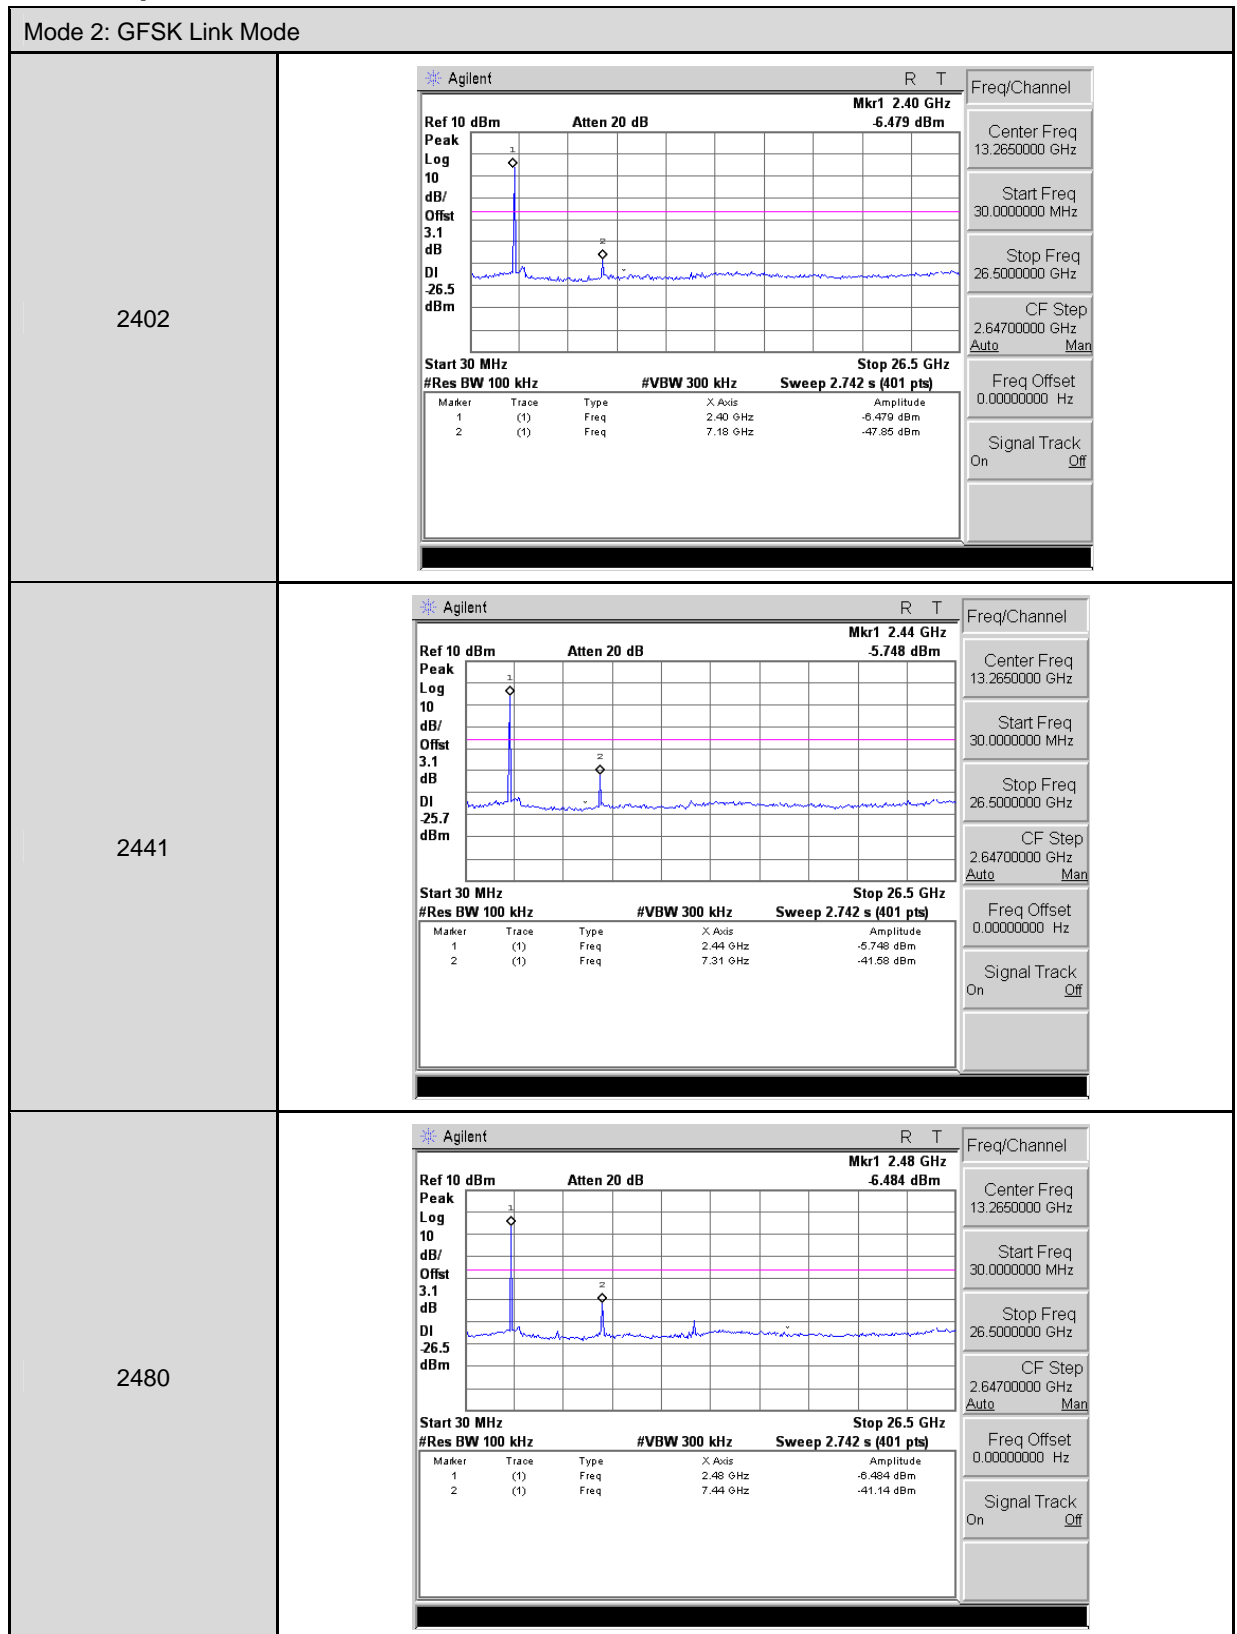 Mode 2: GFSK Link Mode
2402
Agilent R T
Mkr1 2.40 GHz
Ref 10 dBm Atten 20 dB -6.479 dBm
Peak
Log
10
dB/
Offst
3.1
dB
DI
-26.5
dBm
1
2
Start 30 MHz Stop 26.5 GHz
#Res BW 100 kHz #VBW 300 kHz Sweep 2.742 s (401 pts)
Marker Trace Type X Axis Amplitude
1 (1) Freq 2.40 GHz -6.479 dBm
2 (1) Freq 7.18 GHz -47.85 dBm
Freq/Channel
Center Freq
13.2650000 GHz
Start Freq
30.0000000 MHz
Stop Freq
26.5000000 GHz
CF Step
2.64700000 GHz
Auto Man
Freq Offset
0.00000000 Hz
Signal Track
On Off
2441
Agilent R T
Mkr1 2.44 GHz
Ref 10 dBm Atten 20 dB -5.748 dBm
Peak
Log
10
dB/
Offst
3.1
dB
DI
-25.7
dBm
1
2
Start 30 MHz Stop 26.5 GHz
#Res BW 100 kHz #VBW 300 kHz Sweep 2.742 s (401 pts)
Marker Trace Type X Axis Amplitude
1 (1) Freq 2.44 GHz -5.748 dBm
2 (1) Freq 7.31 GHz -41.58 dBm
Freq/Channel
Center Freq
13.2650000 GHz
Start Freq
30.0000000 MHz
Stop Freq
26.5000000 GHz
CF Step
2.64700000 GHz
Auto Man
Freq Offset
0.00000000 Hz
Signal Track
On Off
2480
Agilent R T
Mkr1 2.48 GHz
Ref 10 dBm Atten 20 dB -6.484 dBm
Peak
Log
10
dB/
Offst
3.1
dB
DI
-26.5
dBm
1
2
Start 30 MHz Stop 26.5 GHz
#Res BW 100 kHz #VBW 300 kHz Sweep 2.742 s (401 pts)
Marker Trace Type X Axis Amplitude
1 (1) Freq 2.48 GHz -6.484 dBm
2 (1) Freq 7.44 GHz -41.14 dBm
Freq/Channel
Center Freq
13.2650000 GHz
Start Freq
30.0000000 MHz
Stop Freq
26.5000000 GHz
CF Step
2.64700000 GHz
Auto Man
Freq Offset
0.00000000 Hz
Signal Track
On Off